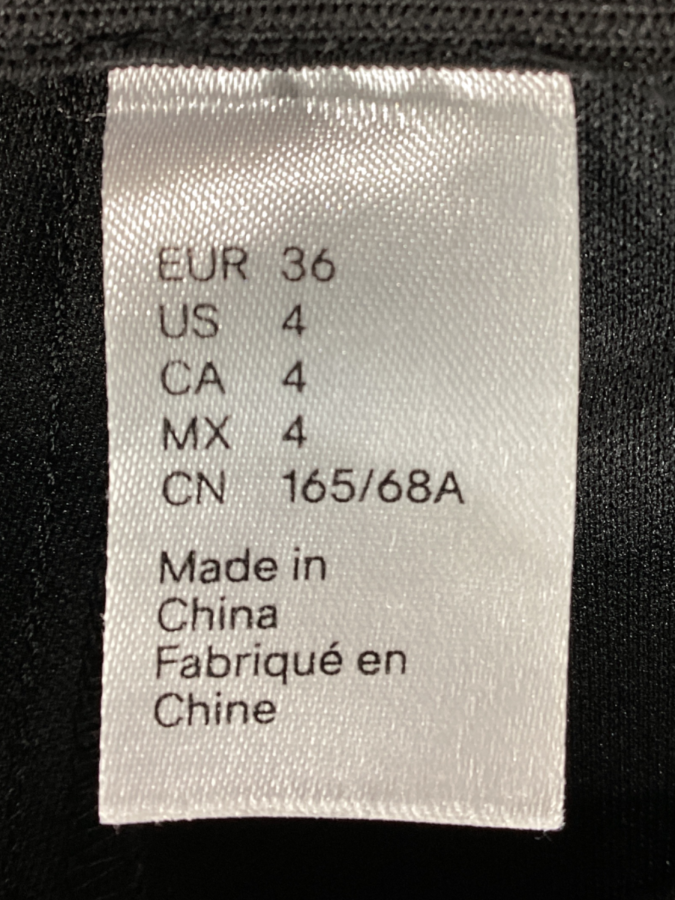 EUR 36
US 4
CA 4
MX 4
CN 165/68A
Made in
China
Fabriqué en
Chine